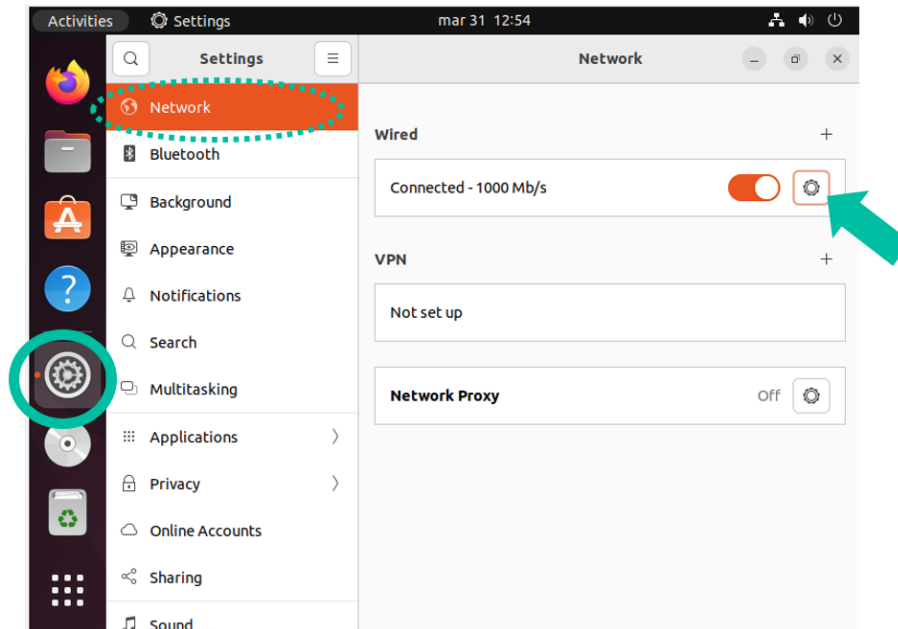 Activities Settings mar 31 12:54
Settings
Network
Network
Bluetooth
Background
Appearance
Notifications
Search
Multitasking
Applications
Privacy
Online Accounts
Sharing
Sound
Wired
Connected - 1000 Mb/s
VPN
Not set up
Network Proxy Off